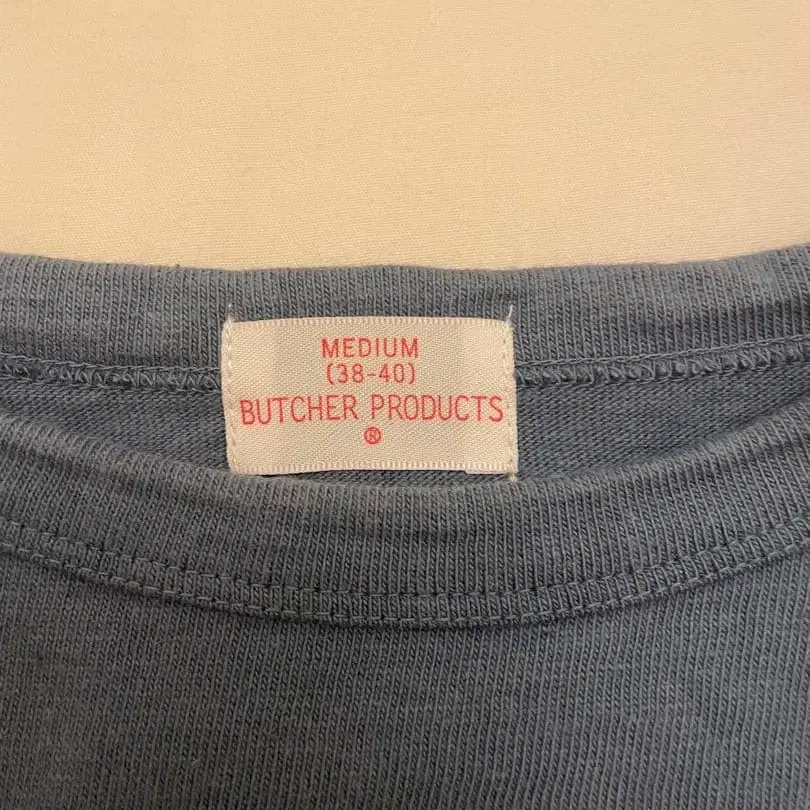 MEDIUM
(38-40)
BUTCHER PRODUCTS
®